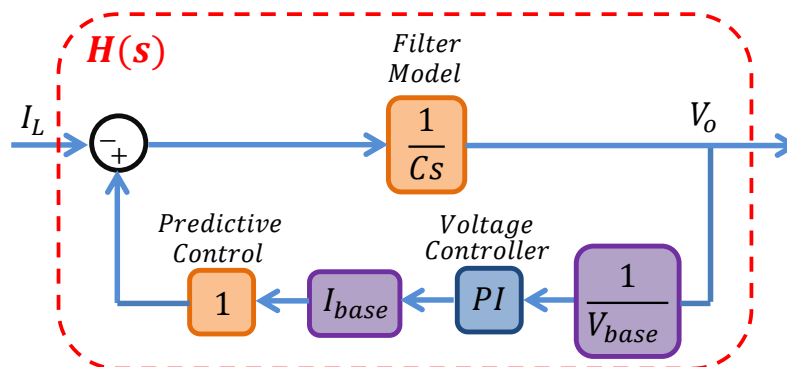 H(s)
Filter
Model
I_L
−
+
1
Cs
V_o
Predictive
Control
Voltage
Controller
1
I_base
PI
1
V_base